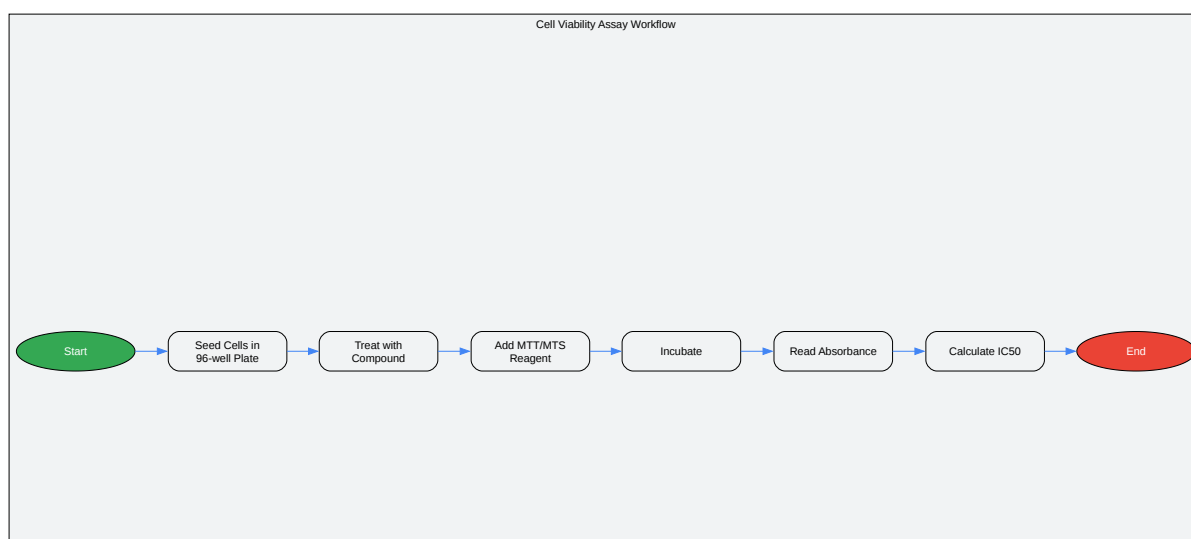 Cell Viability Assay Workflow
Start
Seed Cells in
96-well Plate
Treat with
Compound
Add MTT/MTS
Reagent
Incubate
Read Absorbance
Calculate IC50
End